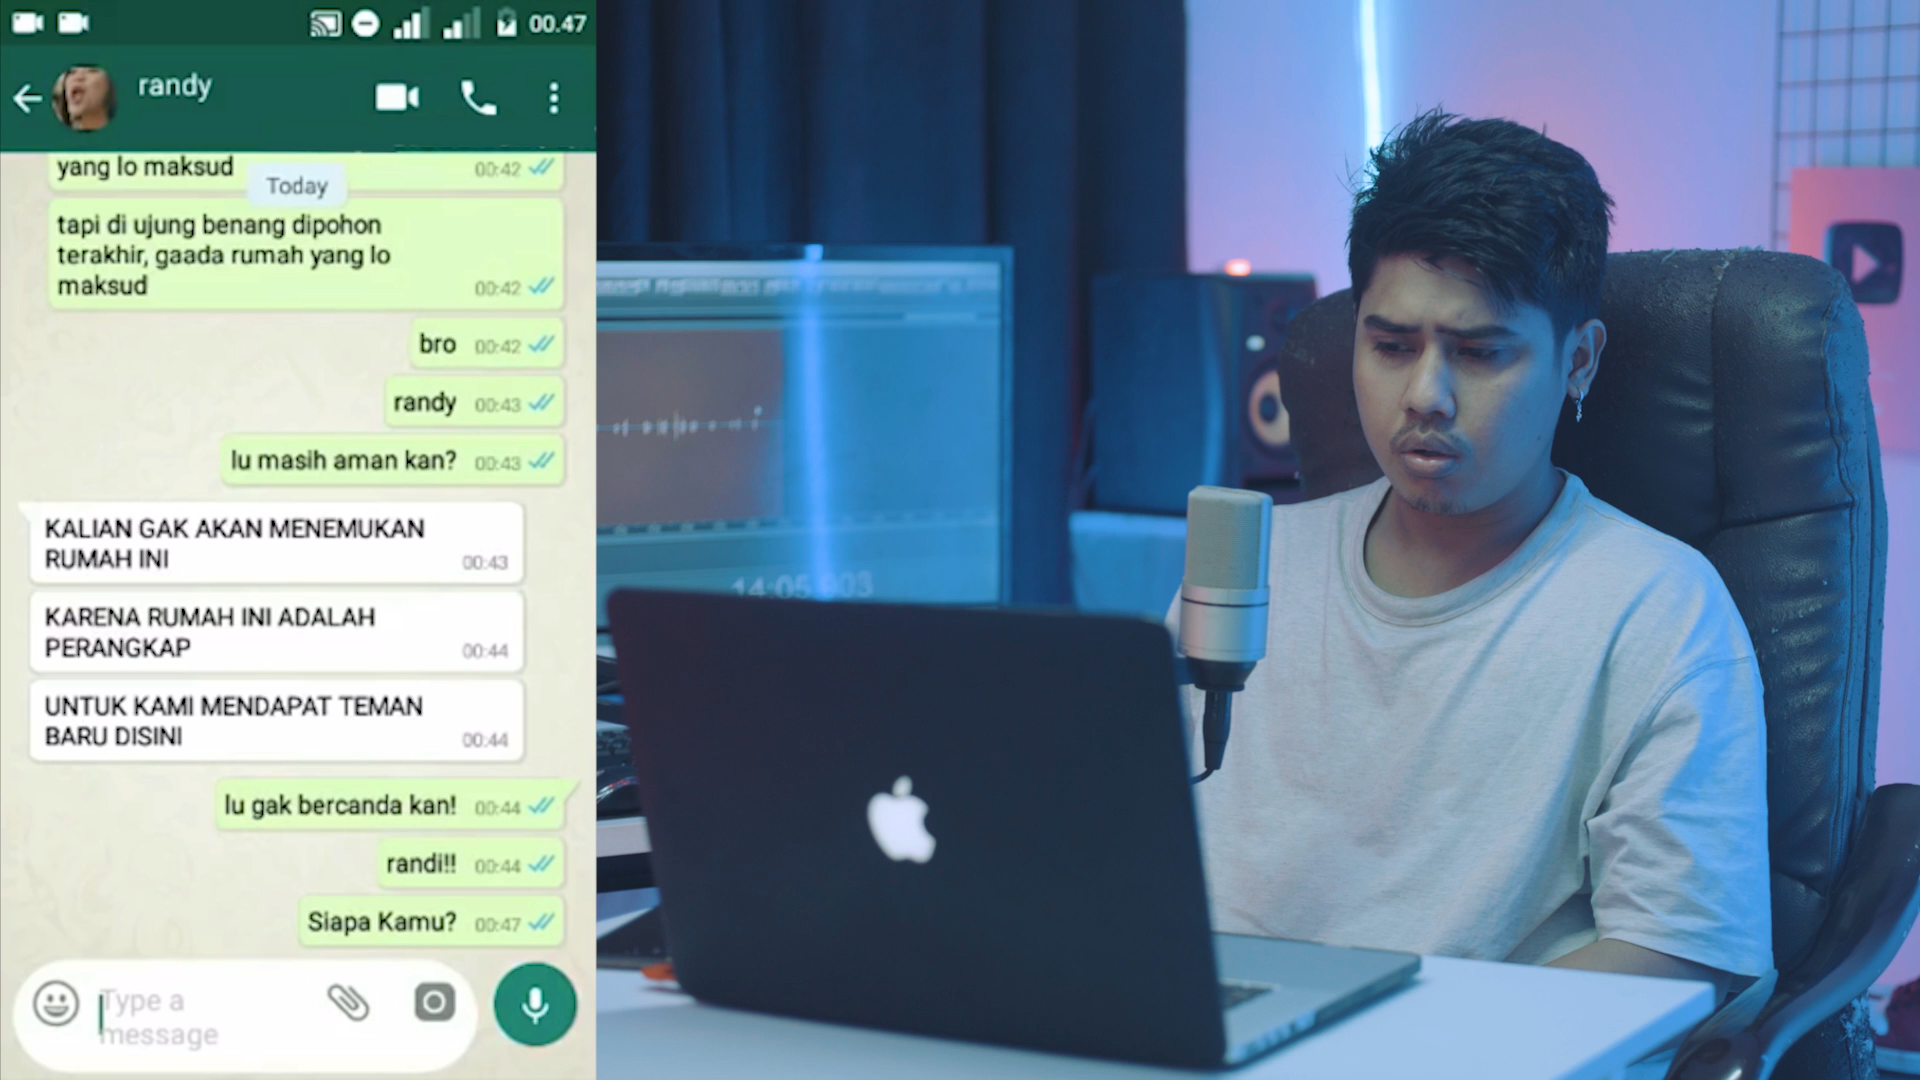 00.47
randy
yang lo maksud 00:42
Today
tapi di ujung benang dipohon
terakhir, gaada rumah yang lo
maksud 00:42
bro 00:42
randy 00:43
lu masih aman kan? 00:43
KALIAN GAK AKAN MENEMUKAN
RUMAH INI 00:43
KARENA RUMAH INI ADALAH
PERANGKAP 00:44
UNTUK KAMI MENDAPAT TEMAN
BARU DISINI 00:44
lu gak bercanda kan! 00:44
randi!! 00:44
Siapa Kamu? 00:47
Type a
message
14:05.903